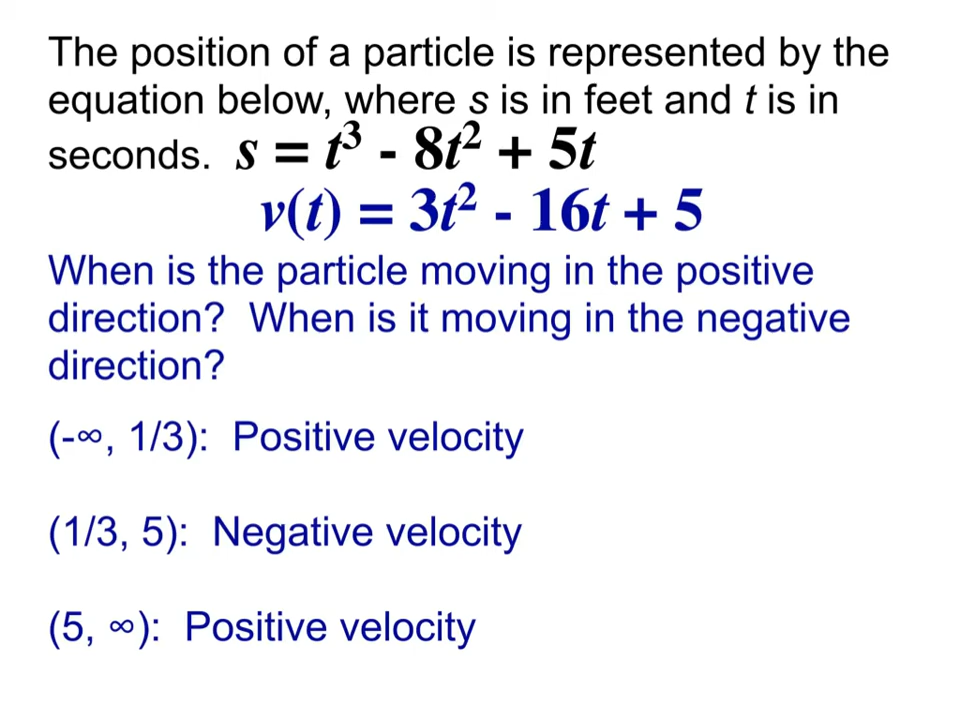 The position of a particle is represented by the
equation below, where s is in feet and t is in
seconds. s = t³ - 8t² + 5t
v(t) = 3t² - 16t + 5
When is the particle moving in the positive
direction? When is it moving in the negative
direction?
(-∞, 1/3): Positive velocity
(1/3, 5): Negative velocity
(5, ∞): Positive velocity